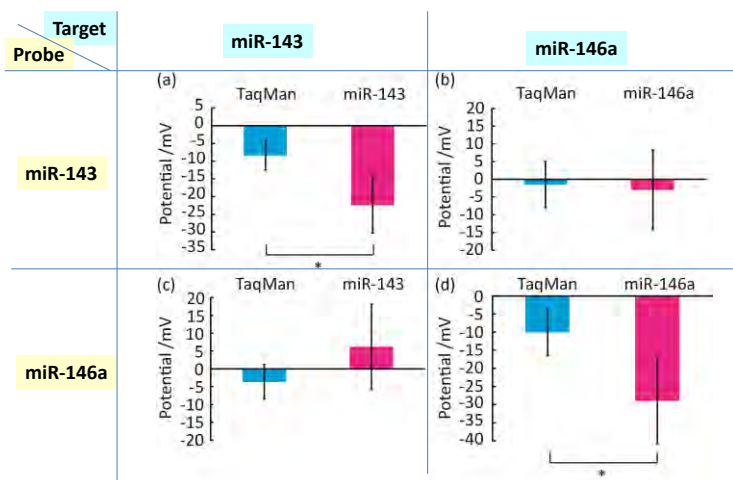 Target
Probe
miR-143
miR-146a
miR-143
(a)
TaqMan miR-143
Potential /mV
5
0
-5
-10
-15
-20
-25
-30
-35
*
(b)
TaqMan miR-146a
Potential /mV
20
15
10
5
0
-5
-10
-15
-20
miR-146a
(c)
TaqMan miR-143
Potential /mV
20
15
10
5
0
-5
-10
-15
-20
(d)
TaqMan miR-146a
Potential /mV
0
-5
-10
-15
-20
-25
-30
-35
-40
*